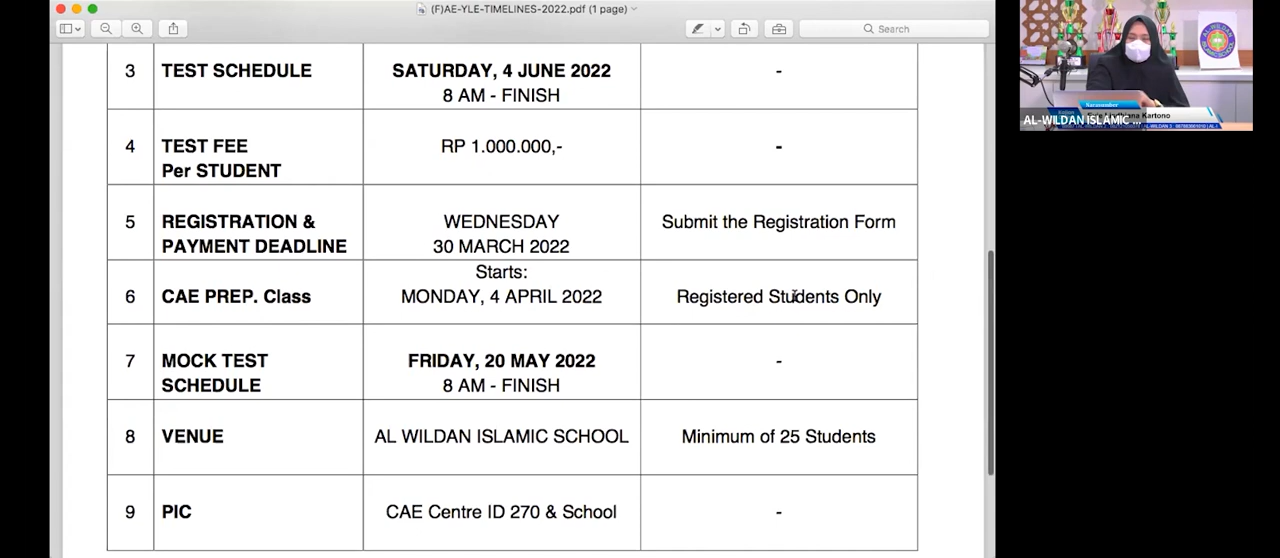 (F)AE-YLE-TIMELINES-2022.pdf (1 page)
Search
3 TEST SCHEDULE SATURDAY, 4 JUNE 2022 -
8 AM - FINISH
4 TEST FEE RP 1.000.000,- -
Per STUDENT
5 REGISTRATION & WEDNESDAY Submit the Registration Form
PAYMENT DEADLINE 30 MARCH 2022
Starts:
6 CAE PREP. Class MONDAY, 4 APRIL 2022 Registered Students Only
7 MOCK TEST FRIDAY, 20 MAY 2022 -
SCHEDULE 8 AM - FINISH
8 VENUE AL WILDAN ISLAMIC SCHOOL Minimum of 25 Students
9 PIC CAE Centre ID 270 & School -
Narasumber
Kartono
AL-WILDAN ISLAMIC ...